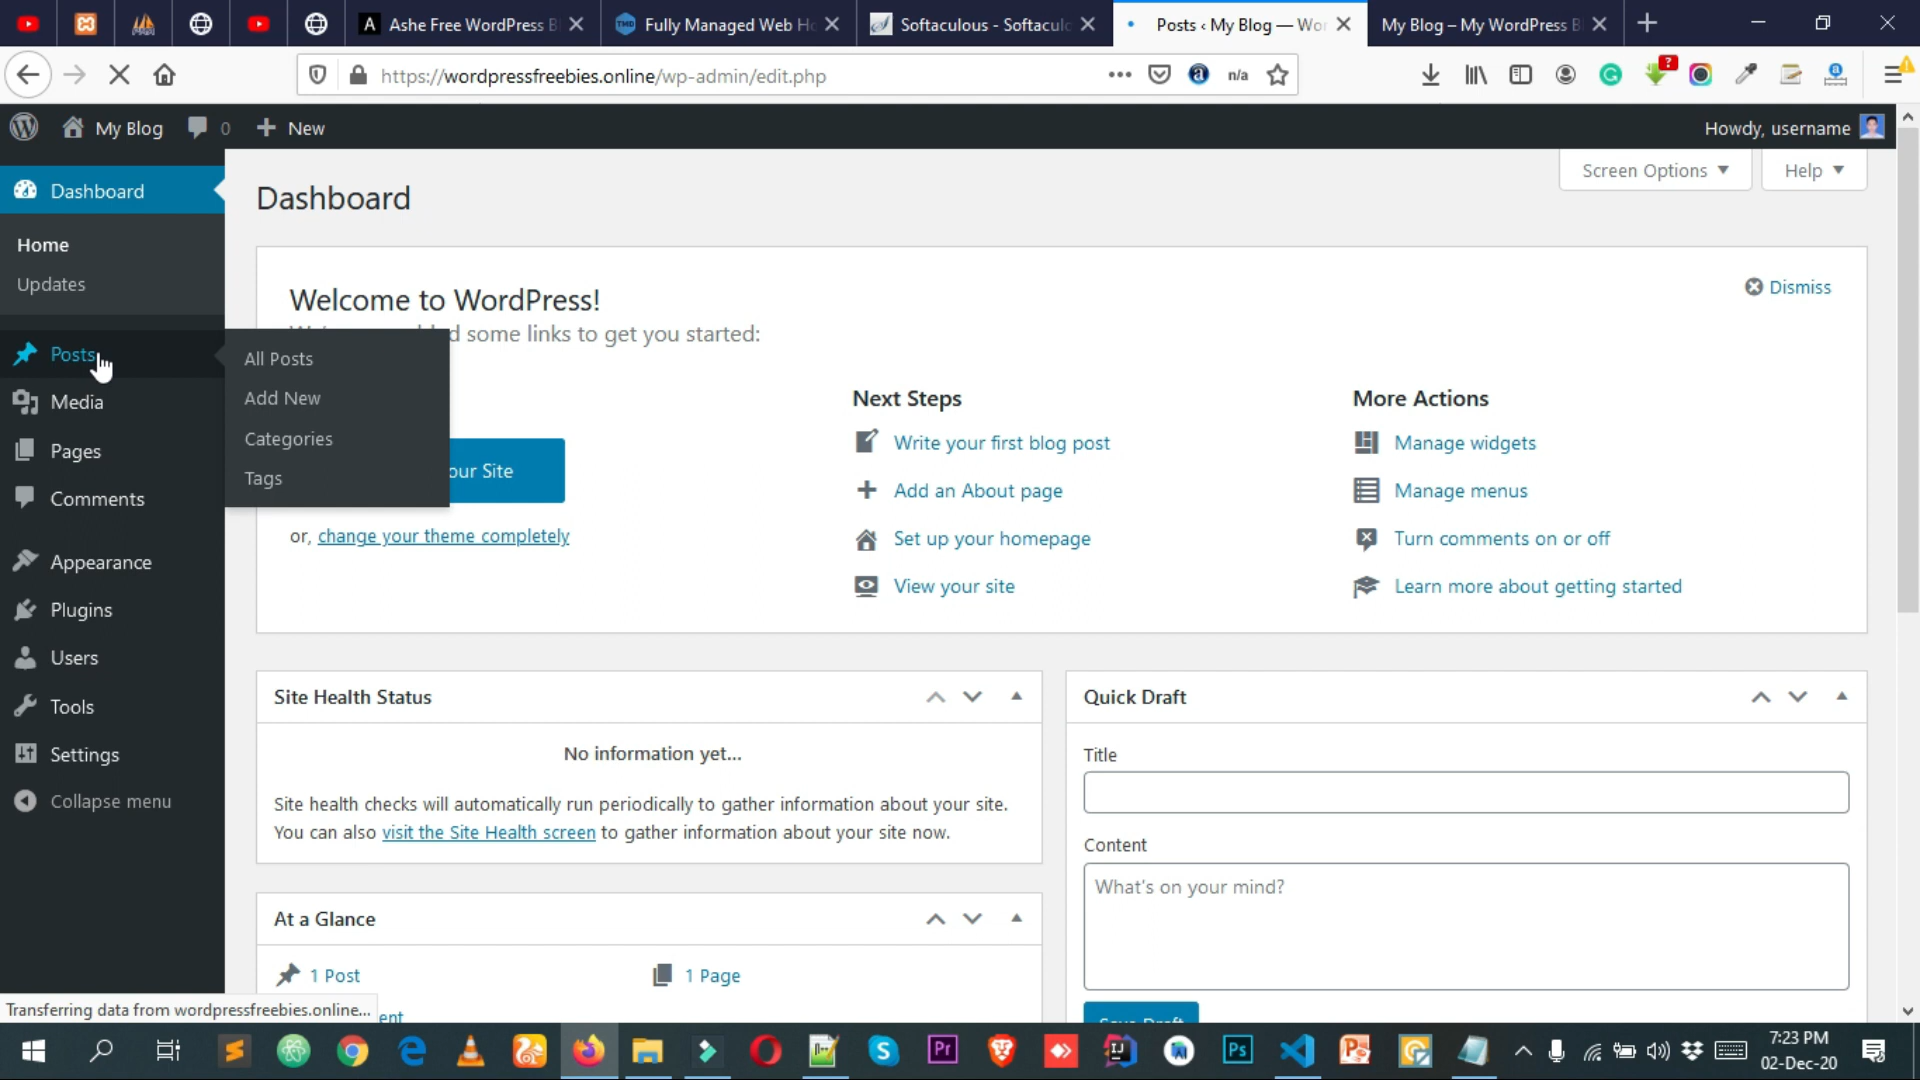 Ashe Free WordPress B
Fully Managed Web Ho
Softaculous - Softaculo
Posts ‹ My Blog — Wor
My Blog – My WordPress B
https://wordpressfreebies.online/wp-admin/edit.php
n/a
?
My Blog
0
New
Howdy, username
Screen Options
Help
Dashboard
Home
Updates
Posts
Media
Pages
Comments
Appearance
Plugins
Users
Tools
Settings
Collapse menu
All Posts
Add New
Categories
Tags
Dashboard
Welcome to WordPress!
Dismiss
d some links to get you started:
our Site
or, change your theme completely
Next Steps
Write your first blog post
Add an About page
Set up your homepage
View your site
More Actions
Manage widgets
Manage menus
Turn comments on or off
Learn more about getting started
Site Health Status
No information yet...
Site health checks will automatically run periodically to gather information about your site.
You can also visit the Site Health screen to gather information about your site now.
At a Glance
1 Post
1 Page
ent
Quick Draft
Title
Content
What's on your mind?
Transferring data from wordpressfreebies.online...
7:23 PM
02-Dec-20